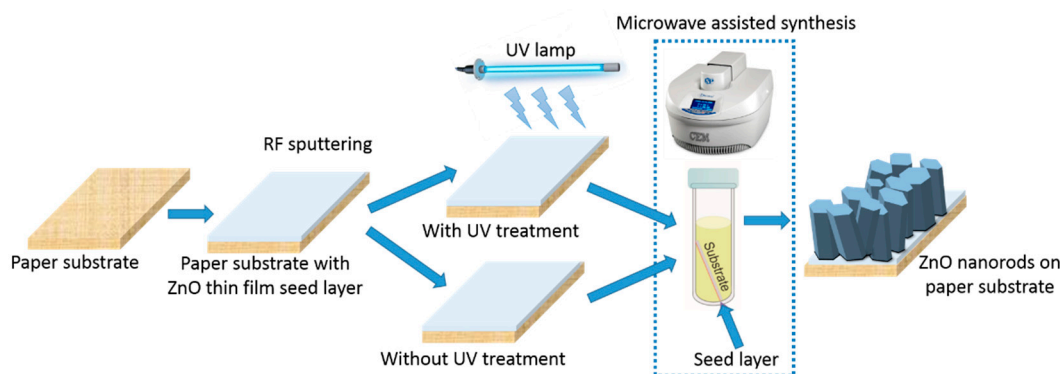 Microwave assisted synthesis
UV lamp
RF sputtering
CEM
Paper substrate
Paper substrate with
ZnO thin film seed layer
With UV treatment
Without UV treatment
Substrate
Seed layer
ZnO nanorods on
paper substrate